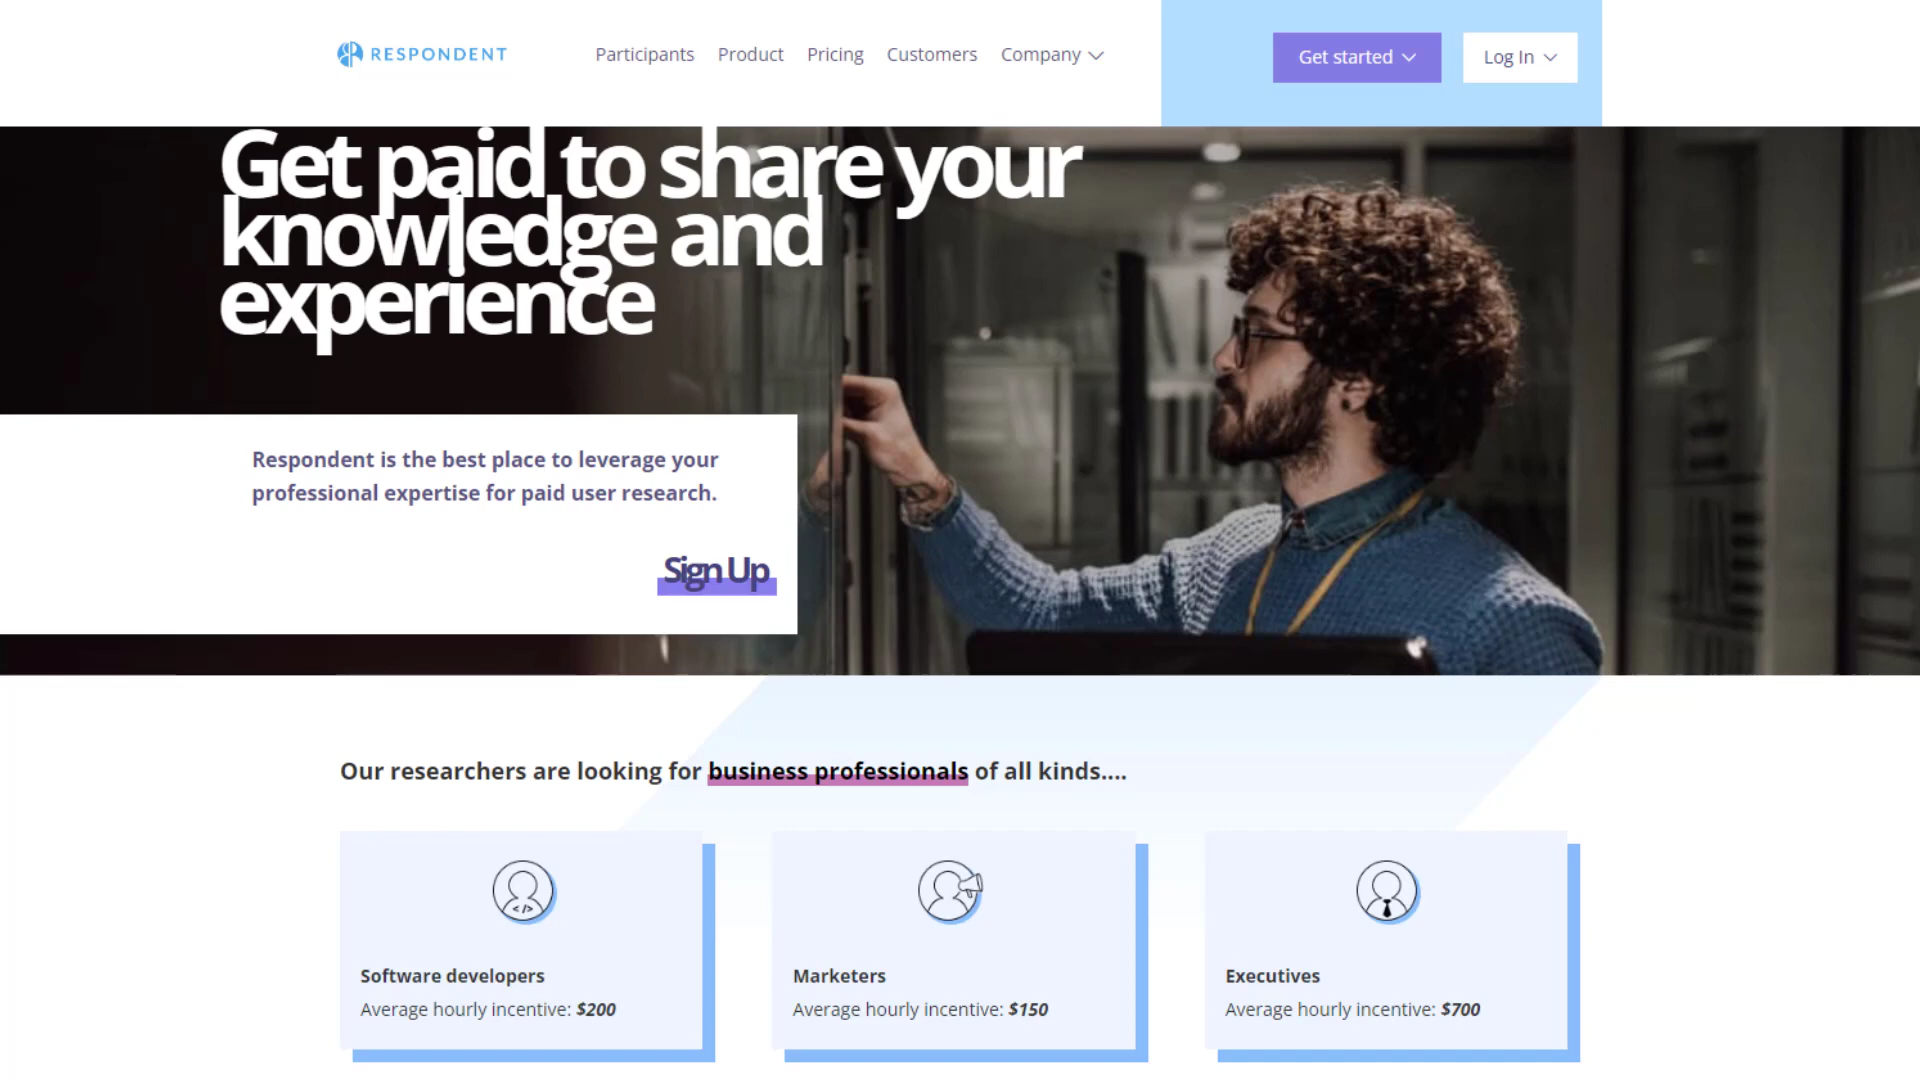 RESPONDENT
Participants Product Pricing Customers Company
Get started
Log In
Get paid to share your
knowledge and
experience
Respondent is the best place to leverage your
professional expertise for paid user research.
Sign Up
Our researchers are looking for business professionals of all kinds....
</>
Software developers
Average hourly incentive: $200
Marketers
Average hourly incentive: $150
Executives
Average hourly incentive: $700